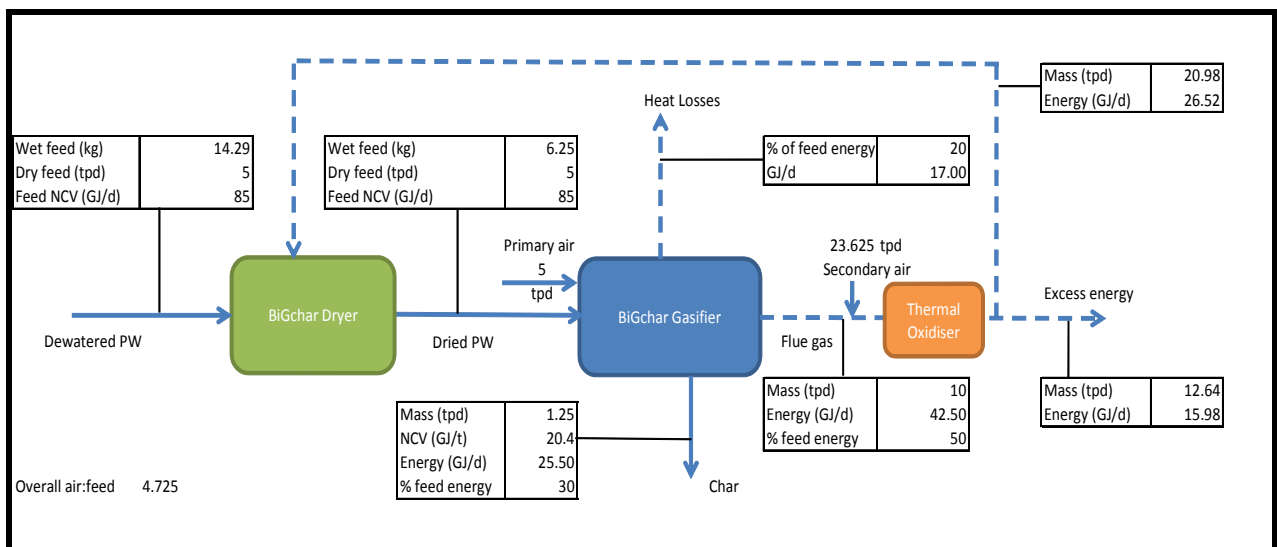 Mass (tpd) 20.98
Energy (GJ/d) 26.52
Heat Losses
Wet feed (kg) 14.29
Dry feed (tpd) 5
Feed NCV (GJ/d) 85
Wet feed (kg) 6.25
Dry feed (tpd) 5
Feed NCV (GJ/d) 85
% of feed energy 20
GJ/d 17.00
Primary air
5
tpd
23.625 tpd
Secondary air
Excess energy
BiGchar Dryer
BiGchar Gasifier
Thermal
Oxidiser
Dewatered PW
Dried PW
Flue gas
Mass (tpd) 1.25
NCV (GJ/t) 20.4
Energy (GJ/d) 25.50
% feed energy 30
Mass (tpd) 10
Energy (GJ/d) 42.50
% feed energy 50
Mass (tpd) 12.64
Energy (GJ/d) 15.98
Overall air:feed 4.725
Char